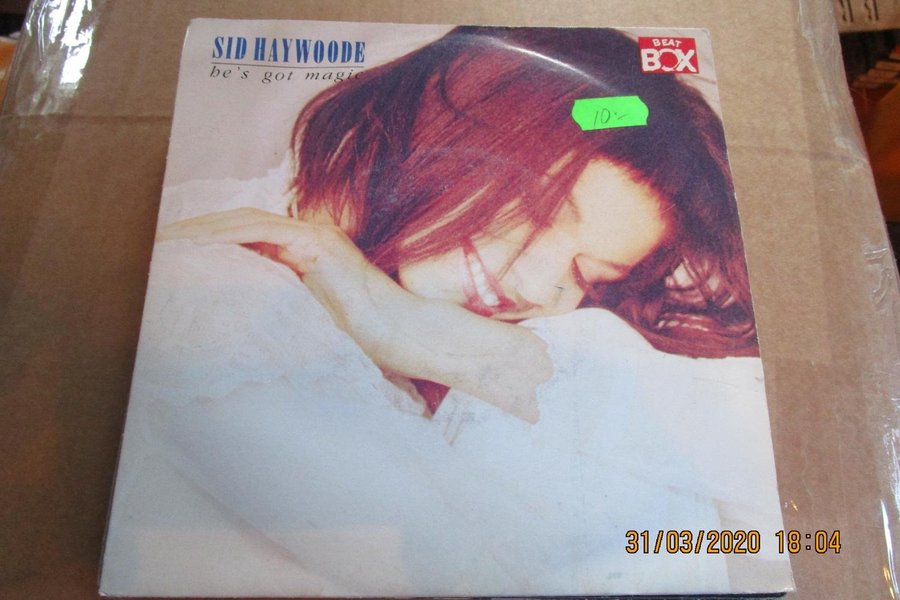 SID HAYWOODE
he's got magic
BEAT
BOX
10.-
31/03/2020 18:04